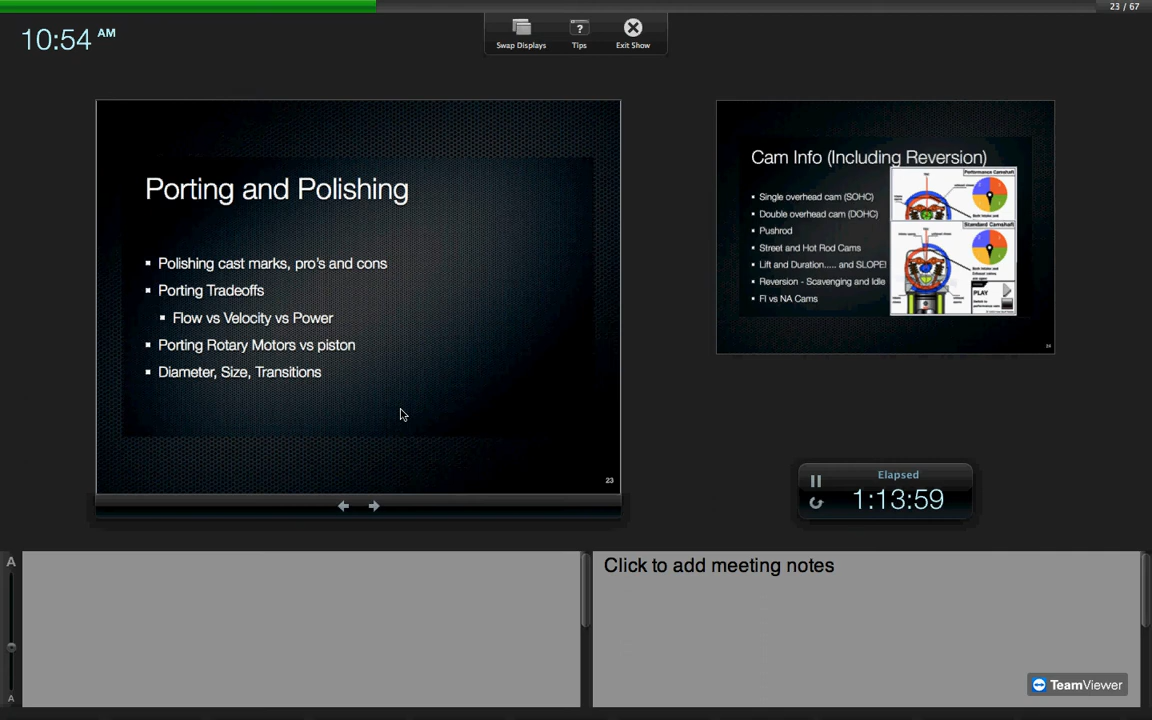 23 / 67
10:54 AM
Swap Displays
Tips
Exit Show
Porting and Polishing
Polishing cast marks, pro's and cons
Porting Tradeoffs
Flow vs Velocity vs Power
Porting Rotary Motors vs piston
Diameter, Size, Transitions
23
Cam Info (Including Reversion)
Single overhead cam (SOHC)
Double overhead cam (DOHC)
Pushrod
Street and Hot Rod Cams
Lift and Duration..... and SLOPE!
Reversion - Scavenging and Idle
FI vs NA Cams
Performance Camshaft
Standard Camshaft
PLAY
Elapsed
1:13:59
A
A
Click to add meeting notes
TeamViewer